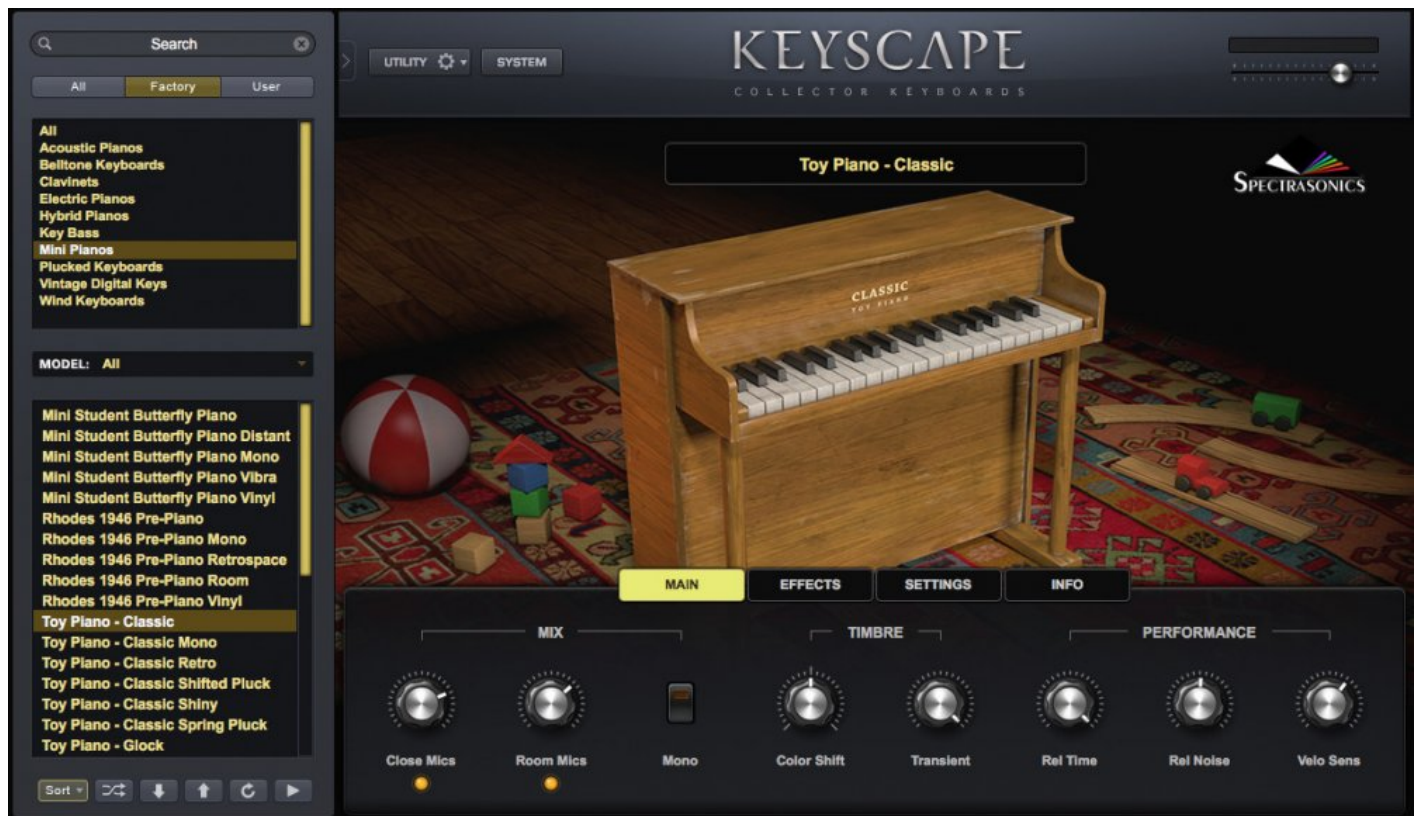 Search
All Factory User
All
Acoustic Pianos
Belltone Keyboards
Clavinets
Electric Pianos
Hybrid Pianos
Key Bass
Mini Pianos
Plucked Keyboards
Vintage Digital Keys
Wind Keyboards
MODEL: All
Mini Student Butterfly Piano
Mini Student Butterfly Piano Distant
Mini Student Butterfly Piano Mono
Mini Student Butterfly Piano Vibra
Mini Student Butterfly Piano Vinyl
Rhodes 1946 Pre-Piano
Rhodes 1946 Pre-Piano Mono
Rhodes 1946 Pre-Piano Retrospace
Rhodes 1946 Pre-Piano Room
Rhodes 1946 Pre-Piano Vinyl
Toy Piano - Classic
Toy Piano - Classic Mono
Toy Piano - Classic Retro
Toy Piano - Classic Shifted Pluck
Toy Piano - Classic Shiny
Toy Piano - Classic Spring Pluck
Toy Piano - Glock
Sort
UTILITY SYSTEM
KEYSCAPE
COLLECTOR KEYBOARDS
Toy Piano - Classic
SPECTRASONICS
CLASSIC
TOY PIANO
MAIN EFFECTS SETTINGS INFO
MIX TIMBRE PERFORMANCE
Close Mics Room Mics Mono Color Shift Transient Rel Time Rel Noise Velo Sens